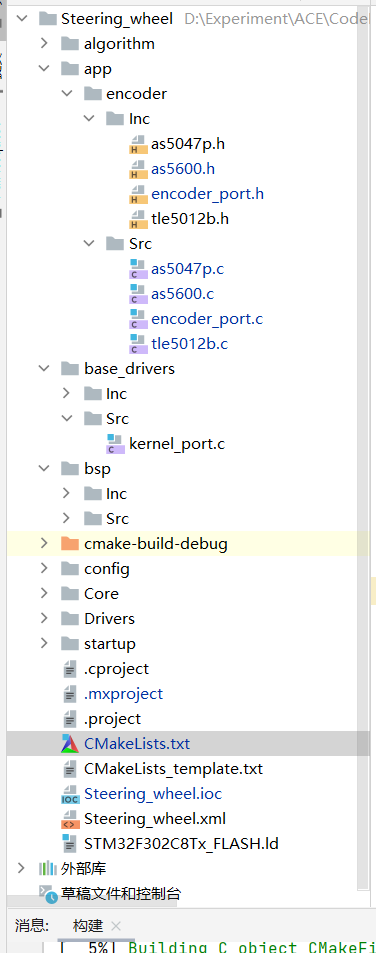 Steering_wheel D:\Experiment\ACE\Code
algorithm
app
encoder
Inc
as5047p.h
as5600.h
encoder_port.h
tle5012b.h
Src
as5047p.c
as5600.c
encoder_port.c
tle5012b.c
base_drivers
Inc
Src
kernel_port.c
bsp
Inc
Src
cmake-build-debug
config
Core
Drivers
startup
.cproject
.mxproject
.project
CMakeLists.txt
CMakeLists_template.txt
Steering_wheel.ioc
Steering_wheel.xml
STM32F302C8Tx_FLASH.ld
外部库
草稿文件和控制台
消息: 构建
[ 5%] Building C object CMakeFi